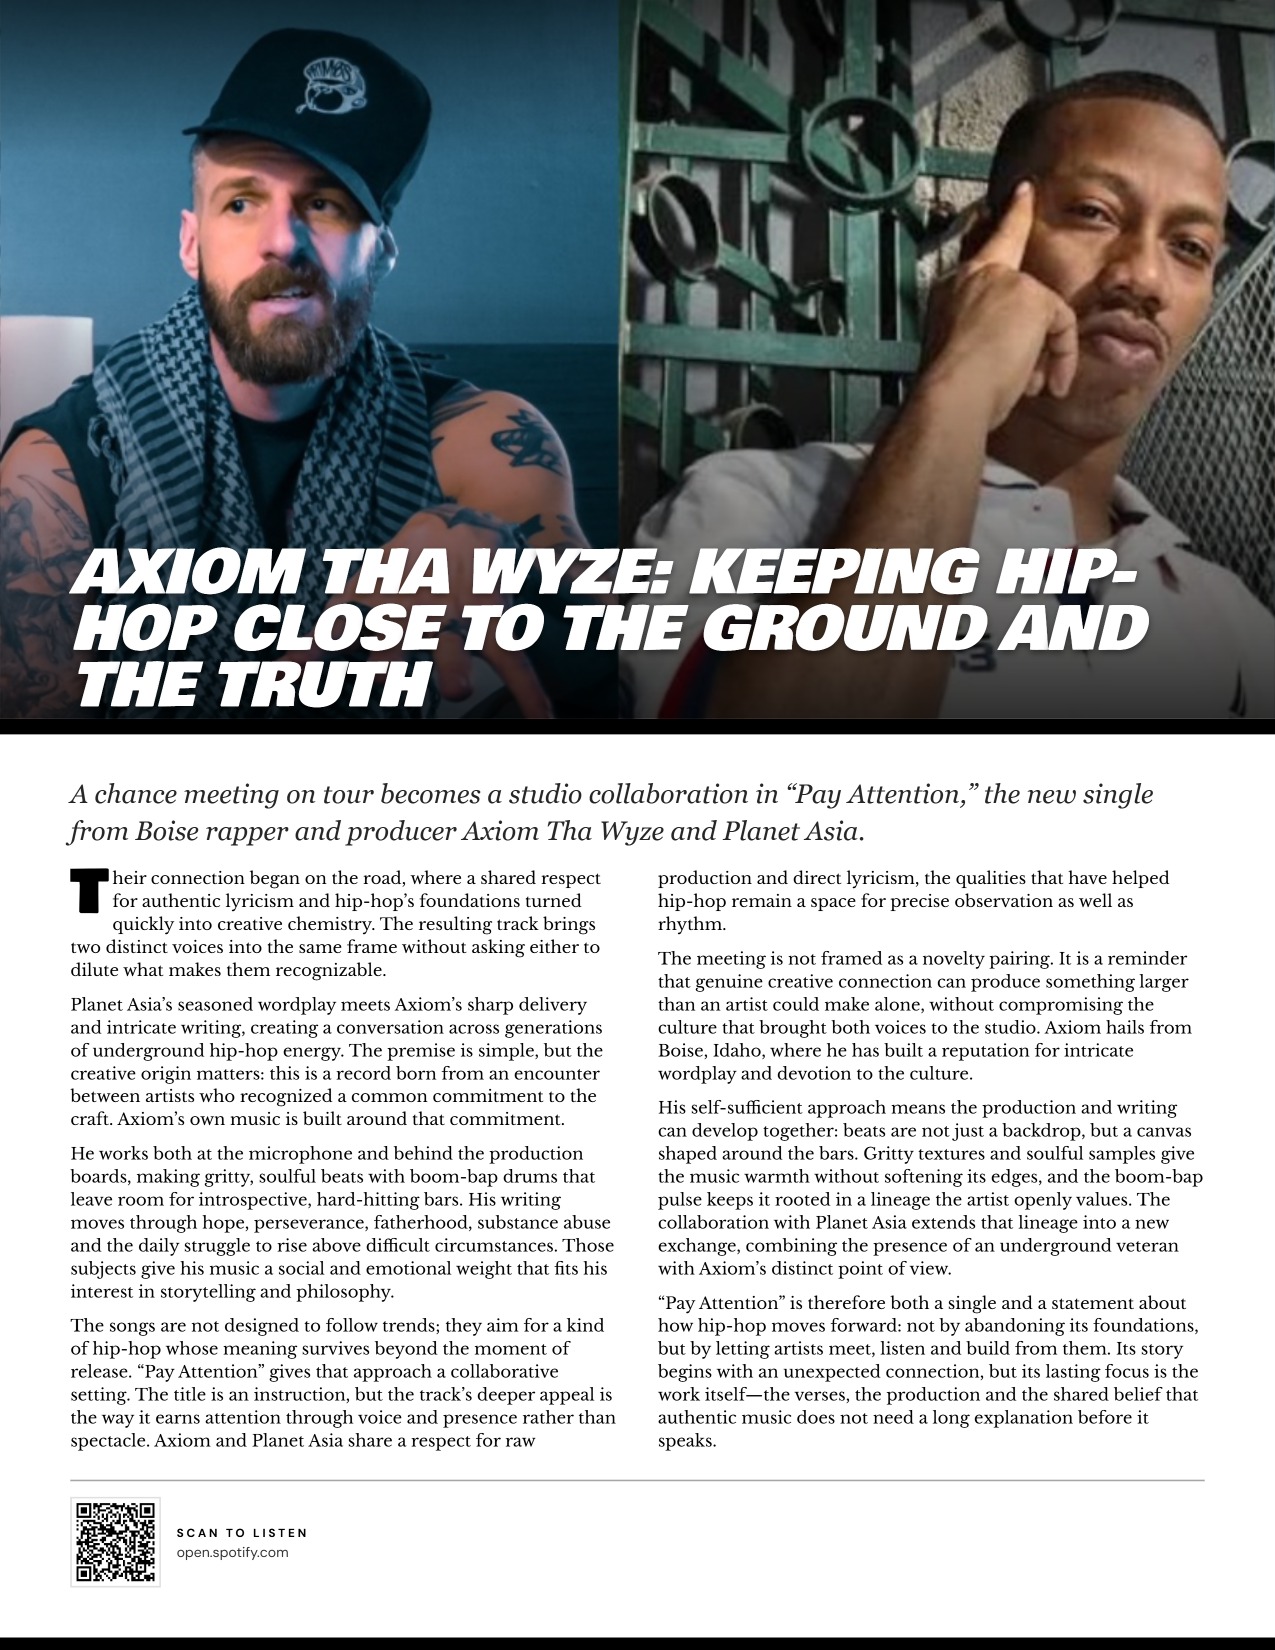 PRIMOS
AXIOM THA WYZE: KEEPING HIP-
HOP CLOSE TO THE GROUND AND
THE TRUTH
3
A chance meeting on tour becomes a studio collaboration in “Pay Attention,” the new single
from Boise rapper and producer Axiom Tha Wyze and Planet Asia.
Their connection began on the road, where a shared respect
for authentic lyricism and hip-hop’s foundations turned
quickly into creative chemistry. The resulting track brings
two distinct voices into the same frame without asking either to
dilute what makes them recognizable.
Planet Asia’s seasoned wordplay meets Axiom’s sharp delivery
and intricate writing, creating a conversation across generations
of underground hip-hop energy. The premise is simple, but the
creative origin matters: this is a record born from an encounter
between artists who recognized a common commitment to the
craft. Axiom’s own music is built around that commitment.
He works both at the microphone and behind the production
boards, making gritty, soulful beats with boom-bap drums that
leave room for introspective, hard-hitting bars. His writing
moves through hope, perseverance, fatherhood, substance abuse
and the daily struggle to rise above difficult circumstances. Those
subjects give his music a social and emotional weight that fits his
interest in storytelling and philosophy.
The songs are not designed to follow trends; they aim for a kind
of hip-hop whose meaning survives beyond the moment of
release. “Pay Attention” gives that approach a collaborative
setting. The title is an instruction, but the track’s deeper appeal is
the way it earns attention through voice and presence rather than
spectacle. Axiom and Planet Asia share a respect for raw
production and direct lyricism, the qualities that have helped
hip-hop remain a space for precise observation as well as
rhythm.
The meeting is not framed as a novelty pairing. It is a reminder
that genuine creative connection can produce something larger
than an artist could make alone, without compromising the
culture that brought both voices to the studio. Axiom hails from
Boise, Idaho, where he has built a reputation for intricate
wordplay and devotion to the culture.
His self-sufficient approach means the production and writing
can develop together: beats are not just a backdrop, but a canvas
shaped around the bars. Gritty textures and soulful samples give
the music warmth without softening its edges, and the boom-bap
pulse keeps it rooted in a lineage the artist openly values. The
collaboration with Planet Asia extends that lineage into a new
exchange, combining the presence of an underground veteran
with Axiom’s distinct point of view.
“Pay Attention” is therefore both a single and a statement about
how hip-hop moves forward: not by abandoning its foundations,
but by letting artists meet, listen and build from them. Its story
begins with an unexpected connection, but its lasting focus is the
work itself—the verses, the production and the shared belief that
authentic music does not need a long explanation before it
speaks.
SCAN TO LISTEN
open.spotify.com